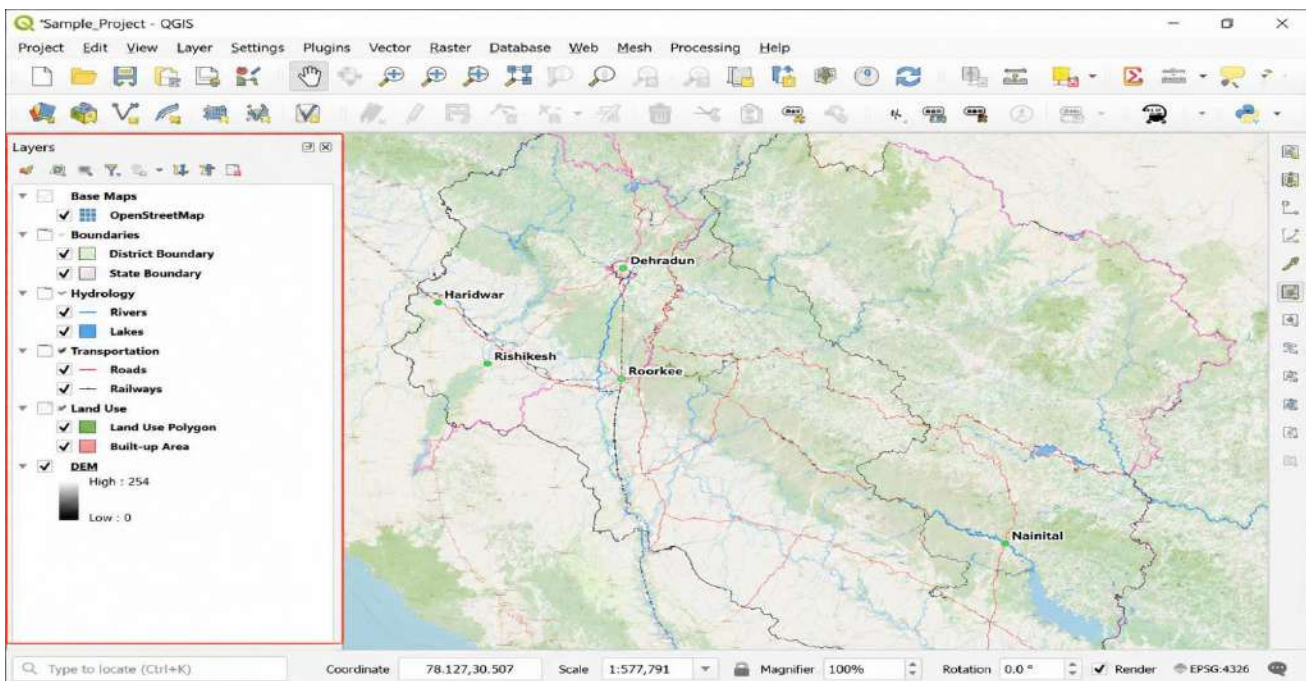 *Sample_Project - QGIS
Project Edit View Layer Settings Plugins Vector Raster Database Web Mesh Processing Help
Layers
Base Maps
OpenStreetMap
Boundaries
District Boundary
State Boundary
Hydrology
Rivers
Lakes
Transportation
Roads
Railways
Land Use
Land Use Polygon
Built-up Area
DEM
High : 254
Low : 0
Dehradun
Haridwar
Rishikesh
Roorkee
Nainital
Type to locate (Ctrl+K) Coordinate 78.127,30.507 Scale 1:577,791 Magnifier 100% Rotation 0.0 ° Render EPSG:4326